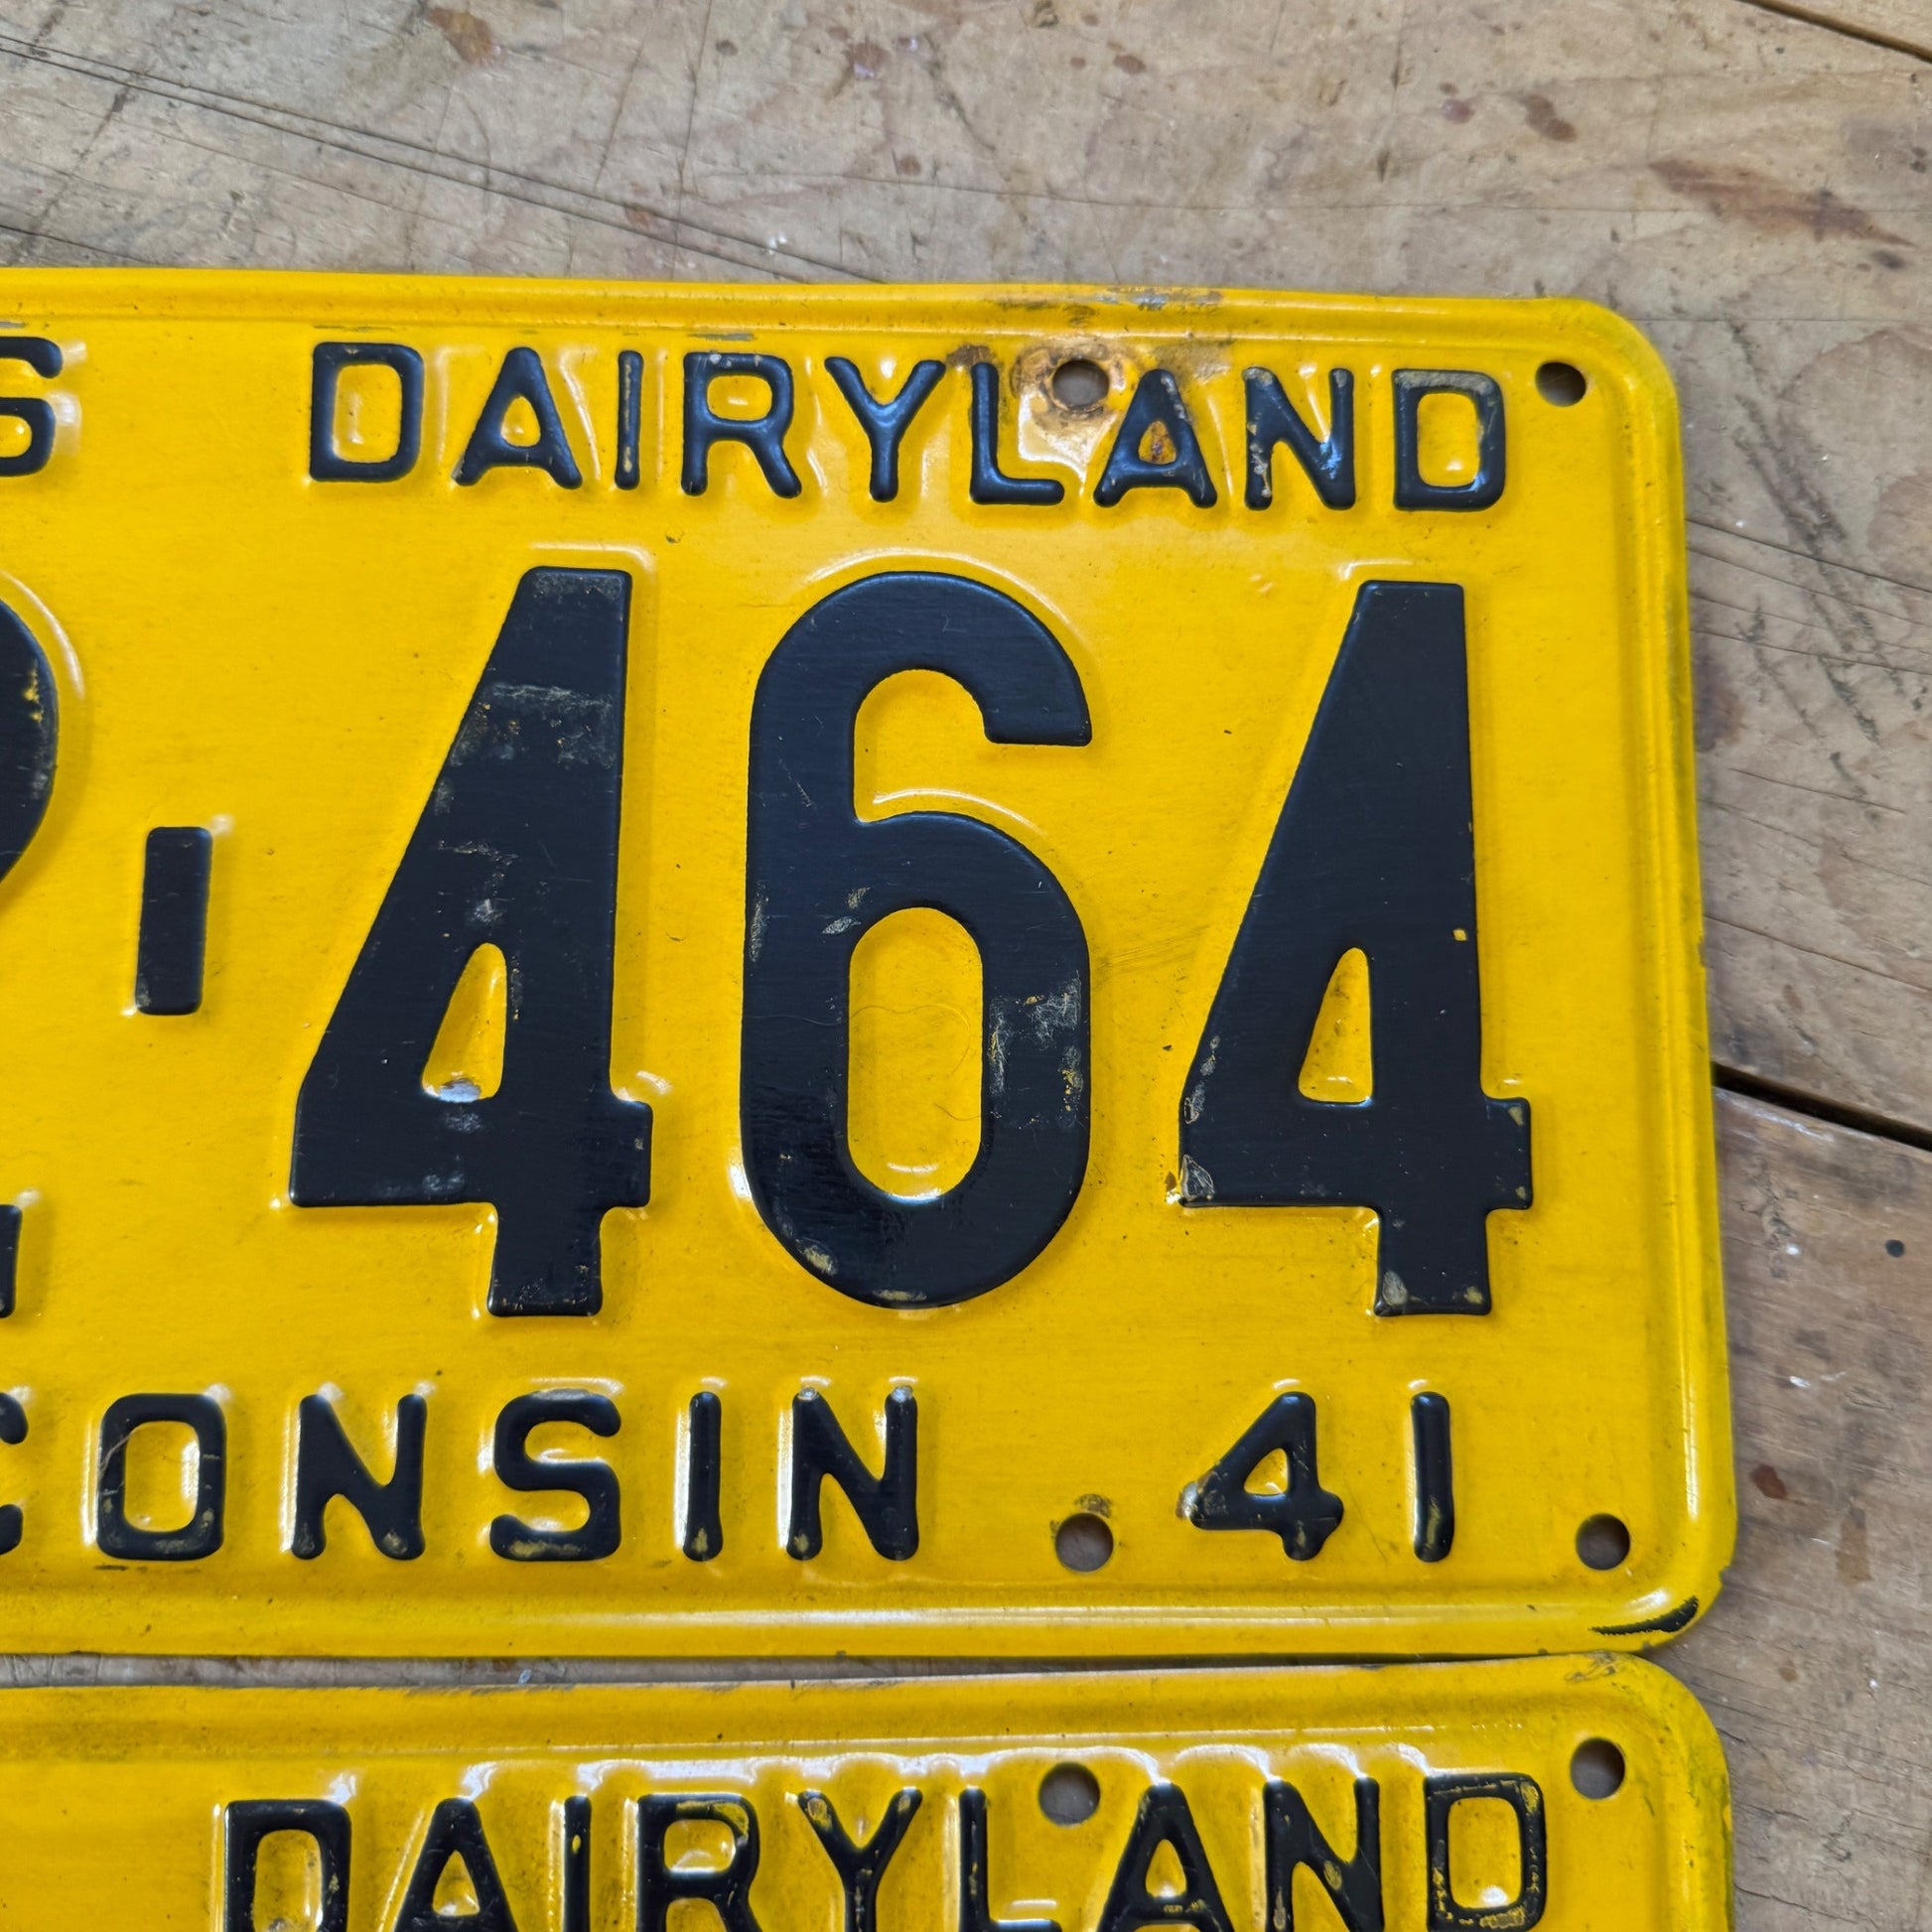 S DAIRYLAND
-464
CONSIN 41
DAIRYLAND